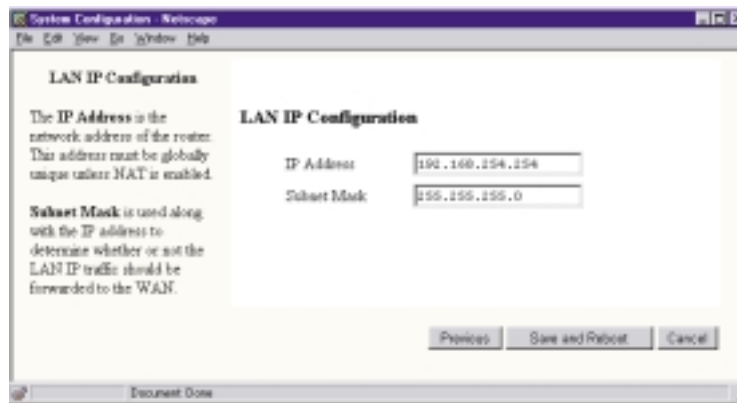 System Configuration - Netscape
File Edit View Go Window Help
LAN IP Configuration
The IP Address is the
network address of the router.
This address must be globally
unique unless NAT is enabled.
Subnet Mask is used along
with the IP address to
determine whether or not the
LAN IP traffic should be
forwarded to the WAN.
LAN IP Configuration
IP Address 192.168.254.254
Subnet Mask 255.255.255.0
Previous Save and Reboot Cancel
Document Done